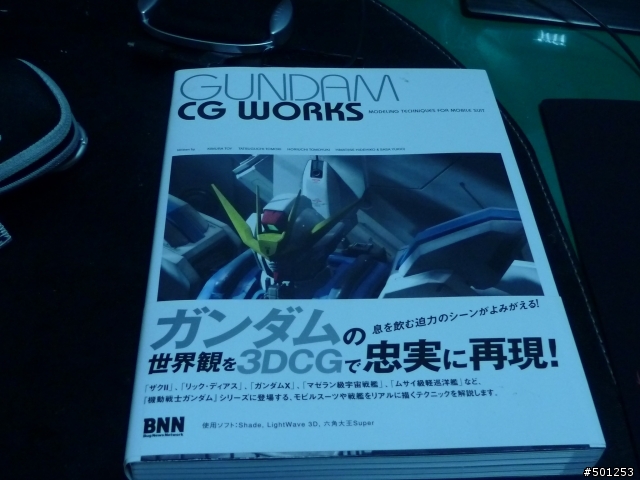 GUNDAM
CG WORKS
MODELING TECHNIQUES FOR MOBILE SUIT
息を飲む迫力のシーンがよみがえる!
ガンダムの
世界観を3DCGで忠実に再現!
「ザクII」、「リック・ディアス」、「ガンダムX」、「マゼラン級宇宙戦艦」、「ムサイ級軽巡洋艦」など、
『機動戦士ガンダム』シリーズに登場する、モビルスーツや戦艦をリアルに描くテクニックを解説します。
BNN
Bug News Network
使用ソフト:Shade, LightWave 3D, 六角大王Super
#501253